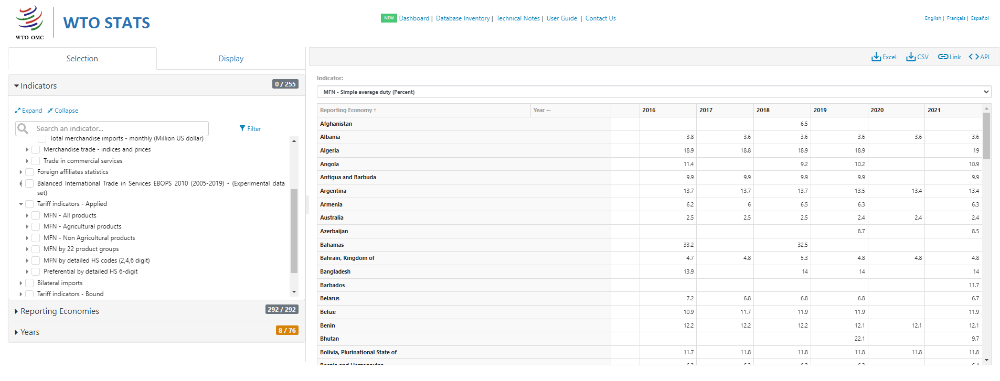 WTO OMC
WTO STATS
NEW Dashboard | Database Inventory | Technical Notes | User Guide | Contact Us
English | Français | Español
Selection
Display
Indicators 0 / 255
Expand Collapse
Search an indicator...
Filter
Total merchandise imports - monthly (Million US dollar)
Merchandise trade - indices and prices
Trade in commercial services
Foreign affiliates statistics
Balanced International Trade in Services EBOPS 2010 (2005-2019) - (Experimental data
set)
Tariff indicators - Applied
MFN - All products
MFN - Agricultural products
MFN - Non Agricultural products
MFN by 22 product groups
MFN by detailed HS codes (2,4,6 digit)
Preferential by detailed HS 6-digit
Bilateral imports
Tariff indicators - Bound
Reporting Economies 292 / 292
Years 8 / 76
Excel CSV Link API
Indicator:
MFN - Simple average duty (Percent)
Reporting Economy ↑ Year ← 2016 2017 2018 2019 2020 2021
Afghanistan 6.5
Albania 3.8 3.6 3.6 3.6 3.6 3.6
Algeria 18.9 18.8 18.9 18.9 19
Angola 11.4 9.2 10.2 10.9
Antigua and Barbuda 9.9 9.9 9.9 9.9 9.9
Argentina 13.7 13.7 13.7 13.5 13.4 13.4
Armenia 6.2 6 6.5 6.3 6.3
Australia 2.5 2.5 2.5 2.4 2.4 2.4
Azerbaijan 8.7 8.5
Bahamas 33.2 32.5
Bahrain, Kingdom of 4.7 4.8 5.3 4.8 4.8 4.8
Bangladesh 13.9 14 14 14
Barbados 11.7
Belarus 7.2 6.8 6.8 6.8 6.7
Belize 10.9 11.7 11.9 11.9 11.9
Benin 12.2 12.2 12.2 12.1 12.1 12.1
Bhutan 22.1 9.7
Bolivia, Plurinational State of 11.7 11.8 11.8 11.8 11.8 11.8